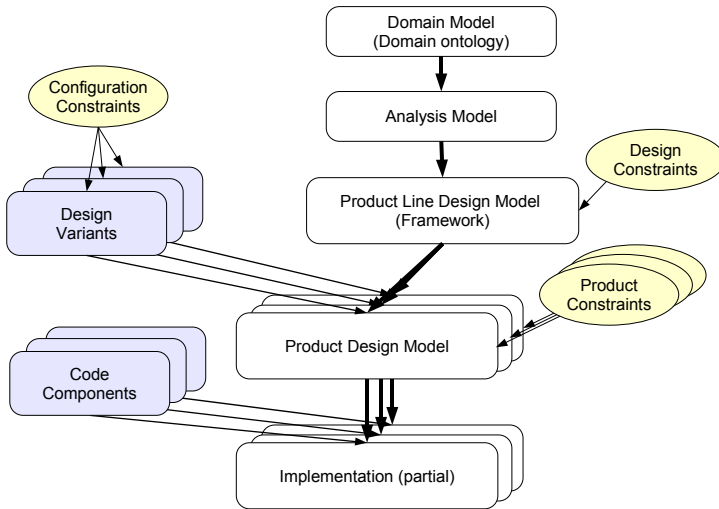 Domain Model
(Domain ontology)
Configuration
Constraints
Analysis Model
Design
Constraints
Product Line Design Model
(Framework)
Design
Variants
Product
Constraints
Product Design Model
Code
Components
Implementation (partial)